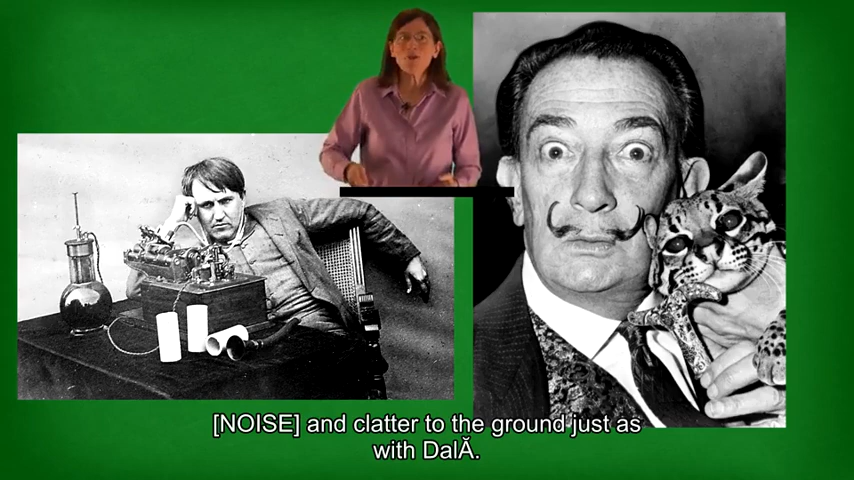 [NOISE] and clatter to the ground just as
with DalĂ.